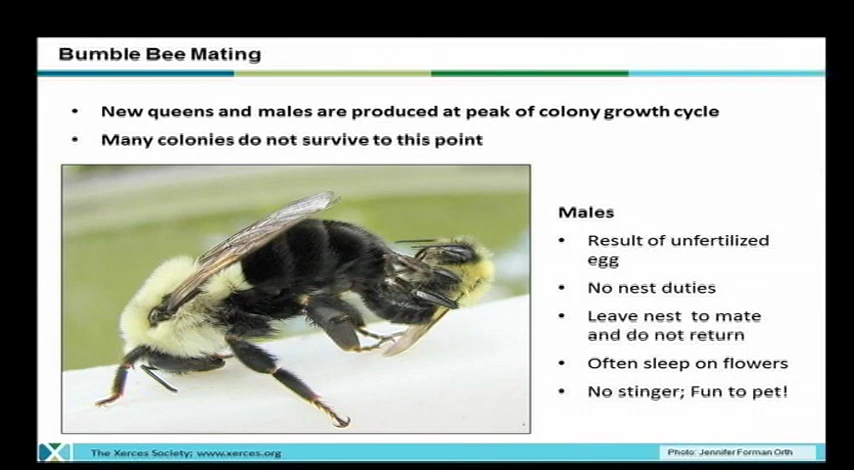 Bumble Bee Mating
• New queens and males are produced at peak of colony growth cycle
• Many colonies do not survive to this point
Males
• Result of unfertilized
egg
• No nest duties
• Leave nest to mate
and do not return
• Often sleep on flowers
• No stinger; Fun to pet!
The Xerces Society; www.xerces.org
Photo: Jennifer Forman Orth